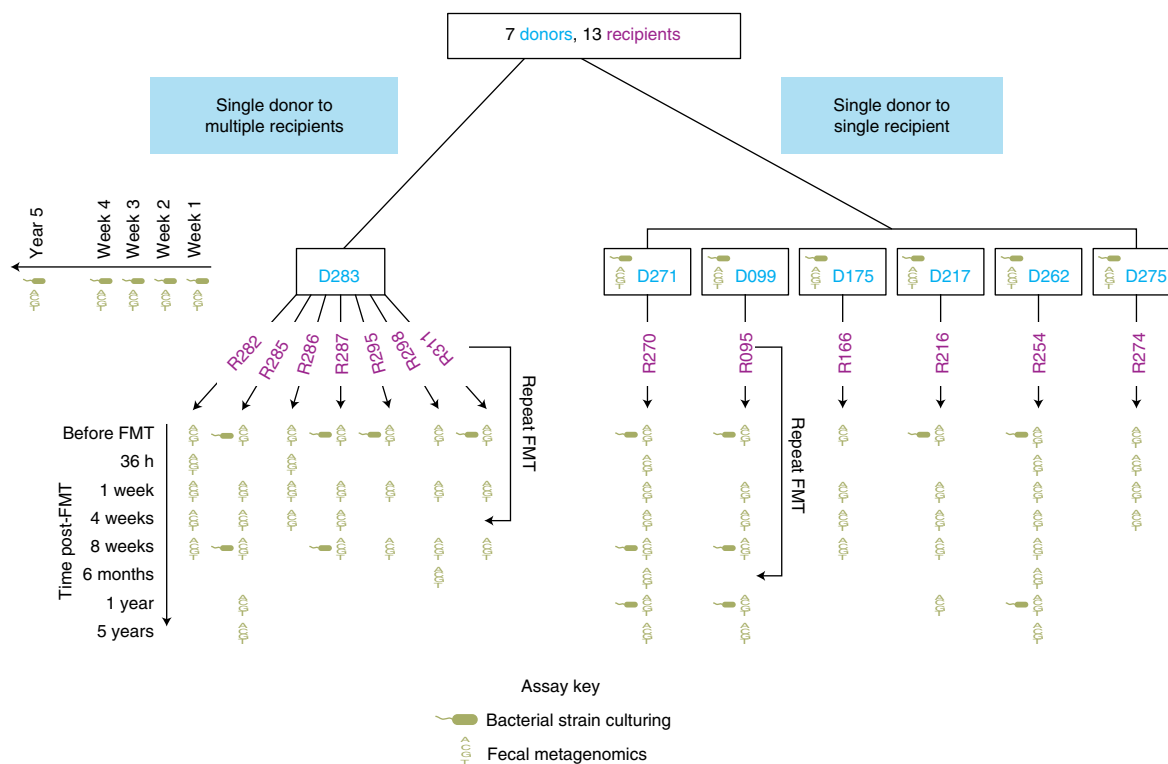 7 donors, 13 recipients
Single donor to
multiple recipients
Single donor to
single recipient
Year 5
Week 4
Week 3
Week 2
Week 1
A
C
G
T
A
C
G
T
A
C
G
T
A
C
G
T
A
C
G
T
D283
D271
D099
D175
D217
D262
D275
R282
R285
R286
R287
R295
R298
R311
Repeat FMT
R270
R095
R166
R216
R254
R274
Repeat FMT
Time post-FMT
Before FMT
36 h
1 week
4 weeks
8 weeks
6 months
1 year
5 years
Assay key
Bacterial strain culturing
A
C
G
T
Fecal metagenomics